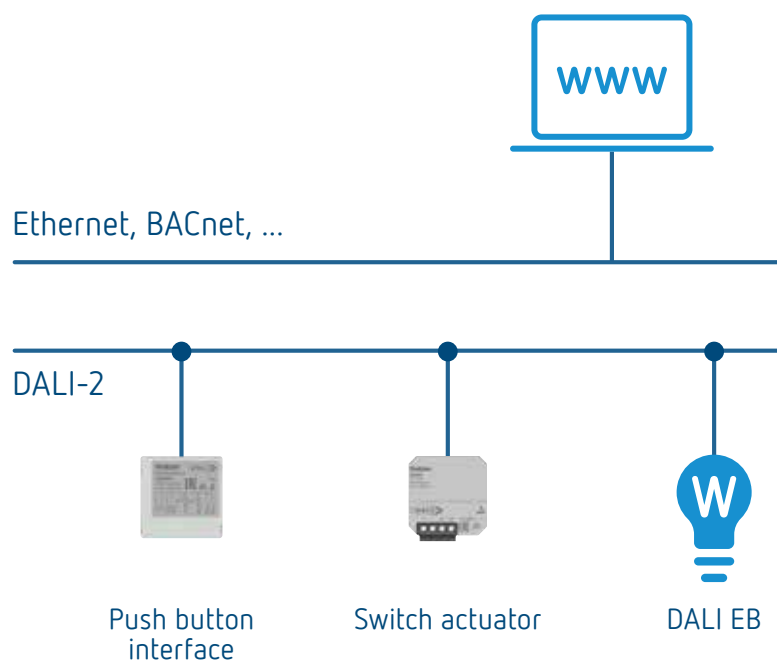 WWW
Ethernet, BACnet, ...
DALI-2
W
Push button
interface
Switch actuator
DALI EB